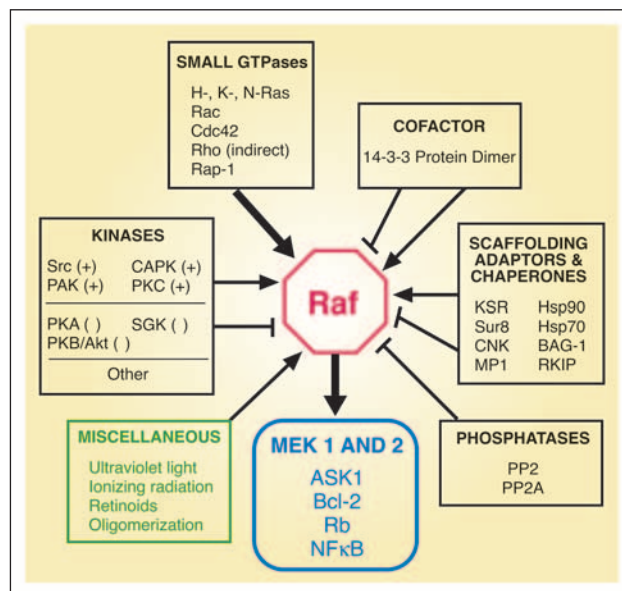 SMALL GTPases
H-, K-, N-Ras
Rac
Cdc42
Rho (indirect)
Rap-1
COFACTOR
14-3-3 Protein Dimer
KINASES
Src (+) CAPK (+)
PAK (+) PKC (+)
PKA ( ) SGK ( )
PKB/Akt ( )
Other
Raf
SCAFFOLDING
ADAPTORS &
CHAPERONES
KSR Hsp90
Sur8 Hsp70
CNK BAG-1
MP1 RKIP
MISCELLANEOUS
Ultraviolet light
Ionizing radiation
Retinoids
Oligomerization
MEK 1 AND 2
ASK1
Bcl-2
Rb
NFκB
PHOSPHATASES
PP2
PP2A